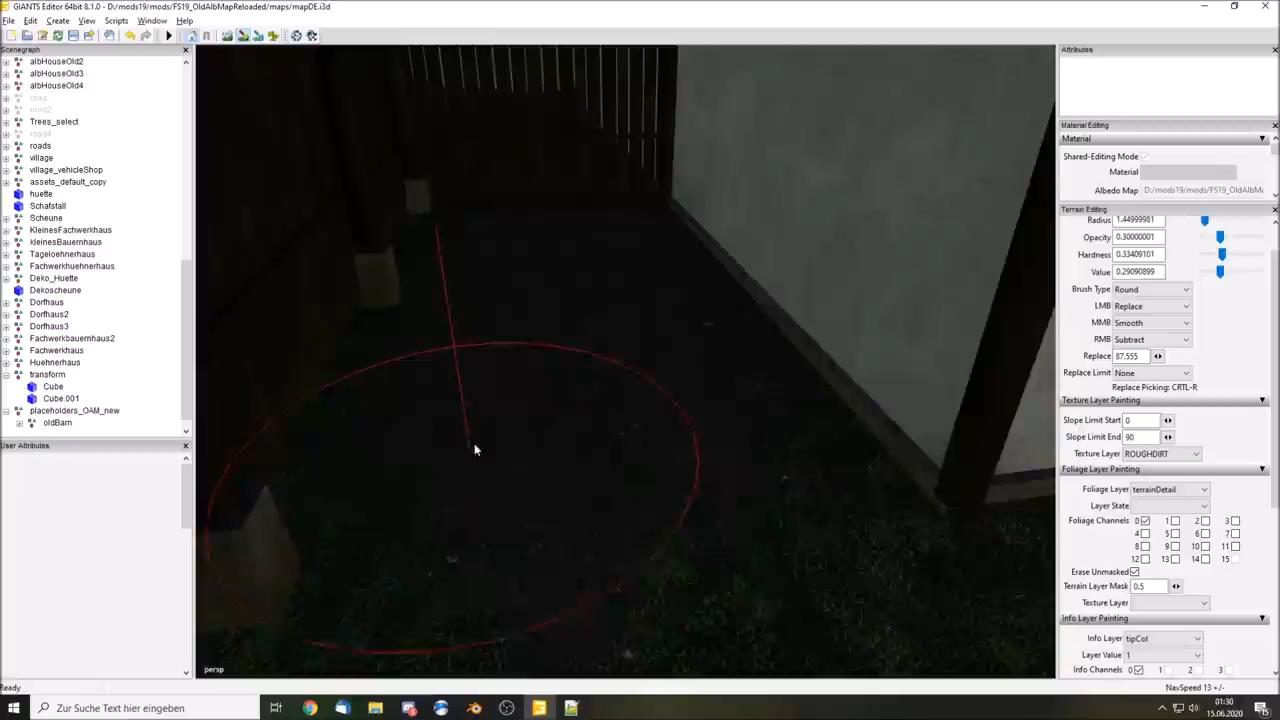 GIANTS Editor 64bit 8.1.0 - D:/mods19/mods/FS19_OldAlbMapReloaded/maps/mapDE.i3d
File Edit Create View Scripts Window Help
Scenegraph
albHouseOld2
albHouseOld3
albHouseOld4
road2
Trees_select
road4
roads
village
village_vehicleShop
assets_default_copy
huette
Schafstall
Scheune
KleinesFachwerkhaus
kleinesBauernhaus
Tageloehnerhaus
Fachwerkhuehnerhaus
Deko_Huette
Dekoscheune
Dorfhaus
Dorfhaus2
Dorfhaus3
Fachwerkbauernhaus2
Fachwerkhaus
Huehnerhaus
transform
Cube
Cube.001
placeholders_OAM_new
oldBarn
User Attributes
Ready
persp
Attributes
Material Editing
Material
Shared-Editing Mode
Material
Albedo Map D:/mods19/mods/FS19_OldAlbMa
Terrain Editing
Radius 1.44999981
Opacity 0.30000001
Hardness 0.33409101
Value 0.29090899
Brush Type Round
LMB Replace
MMB Smooth
RMB Subtract
Replace 87.555
Replace Limit None
Replace Picking: CRTL-R
Texture Layer Painting
Slope Limit Start 0
Slope Limit End 90
Texture Layer ROUGHDIRT
Foliage Layer Painting
Foliage Layer terrainDetail
Layer State
Foliage Channels 0 1 2 3
4 5 6 7
8 9 10 11
12 13 14 15
Erase Unmasked
Terrain Layer Mask 0.5
Texture Layer
Info Layer Painting
Info Layer tipCol
Layer Value 1
Info Channels 0 1 2 3
NavSpeed 13 +/-
Zur Suche Text hier eingeben
01:30
15.06.2020